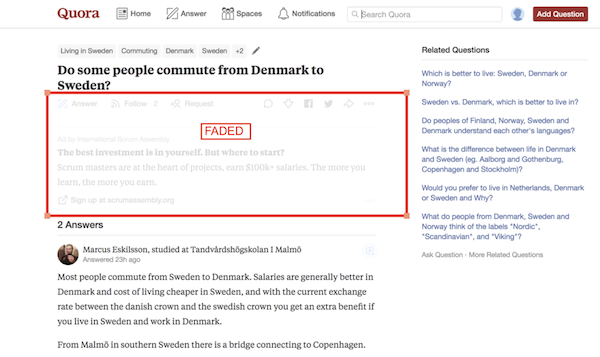 Quora Home Answer Spaces Notifications Search Quora Add Question
Living in Sweden Commuting Denmark Sweden +2
Do some people commute from Denmark to
Sweden?
Answer Follow 2 Request
FADED
Ad by International Scrum Assembly
The best investment is in yourself. But where to start?
Scrum masters are at the heart of projects, earn $100k+ salaries. The more you
learn, the more you earn.
Sign up at scrumassembly.org
2 Answers
Marcus Eskilsson, studied at Tandvårdshögskolan I Malmö
Answered 23h ago
Most people commute from Sweden to Denmark. Salaries are generally better in
Denmark and cost of living cheaper in Sweden, and with the current exchange
rate between the danish crown and the swedish crown you get an extra benefit if
you live in Sweden and work in Denmark.
From Malmö in southern Sweden there is a bridge connecting to Copenhagen.
Related Questions
Which is better to live: Sweden, Denmark or
Norway?
Sweden vs. Denmark, which is better to live in?
Do peoples of Finland, Norway, Sweden and
Denmark understand each other's languages?
What is the difference between life in Denmark
and Sweden (eg. Aalborg and Gothenburg,
Copenhagen and Stockholm)?
Would you prefer to live in Netherlands, Denmark
or Sweden and Why?
What do people from Denmark, Sweden and
Norway think of the labels "Nordic",
"Scandinavian", and "Viking"?
Ask Question · More Related Questions